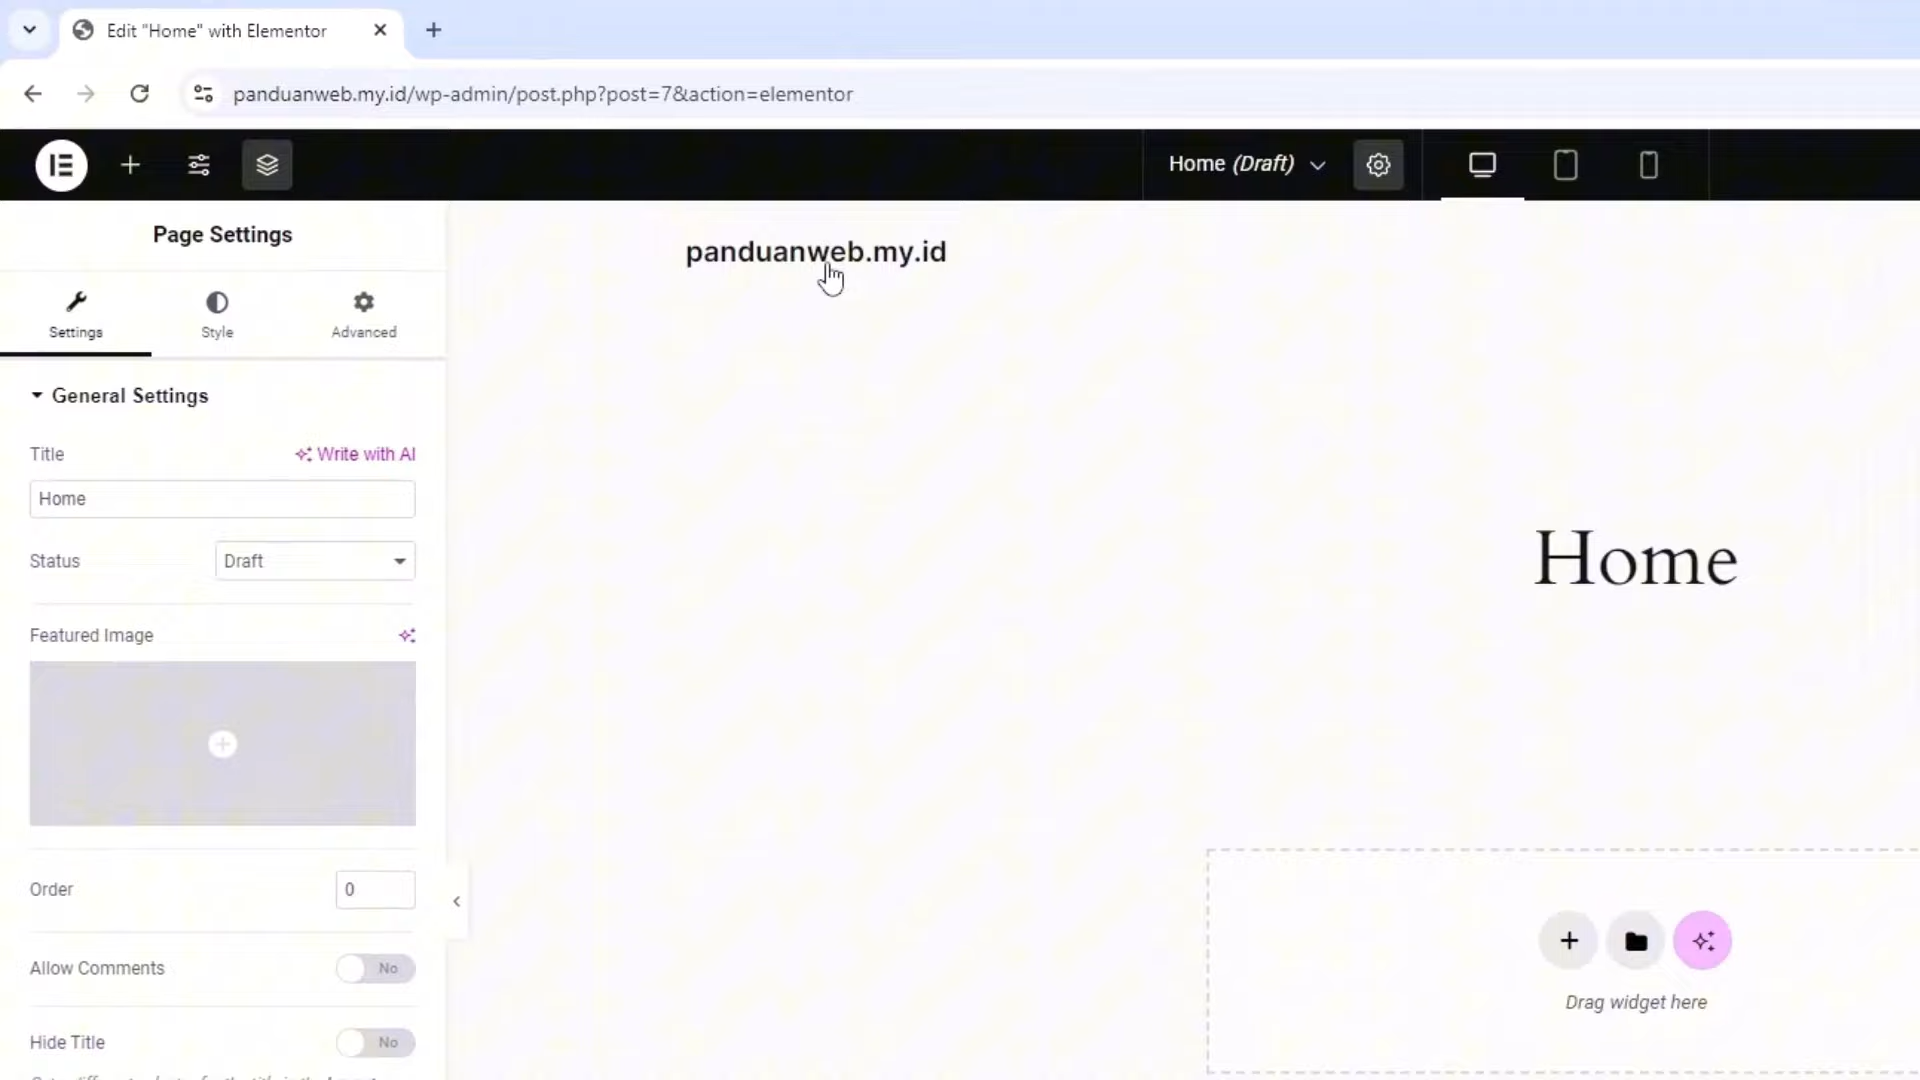 Edit "Home" with Elementor
panduanweb.my.id/wp-admin/post.php?post=7&action=elementor
Home (Draft)
Page Settings
panduanweb.my.id
Settings
Style
Advanced
General Settings
Title
Write with AI
Home
Status
Draft
Home
Featured Image
Order
0
Allow Comments
No
Drag widget here
Hide Title
No